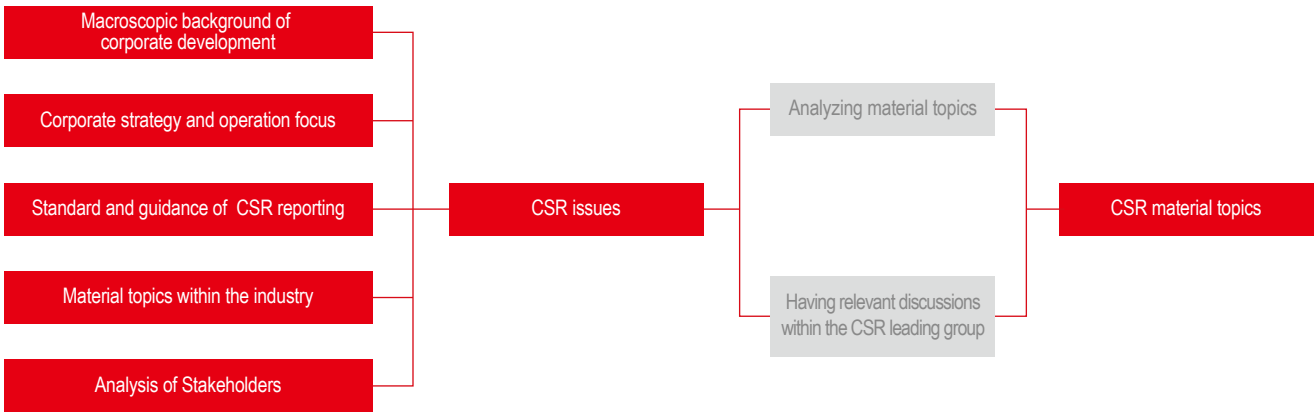 Macroscopic background of
corporate development
Corporate strategy and operation focus
Standard and guidance of CSR reporting
Material topics within the industry
Analysis of Stakeholders
CSR issues
Analyzing material topics
Having relevant discussions
within the CSR leading group
CSR material topics